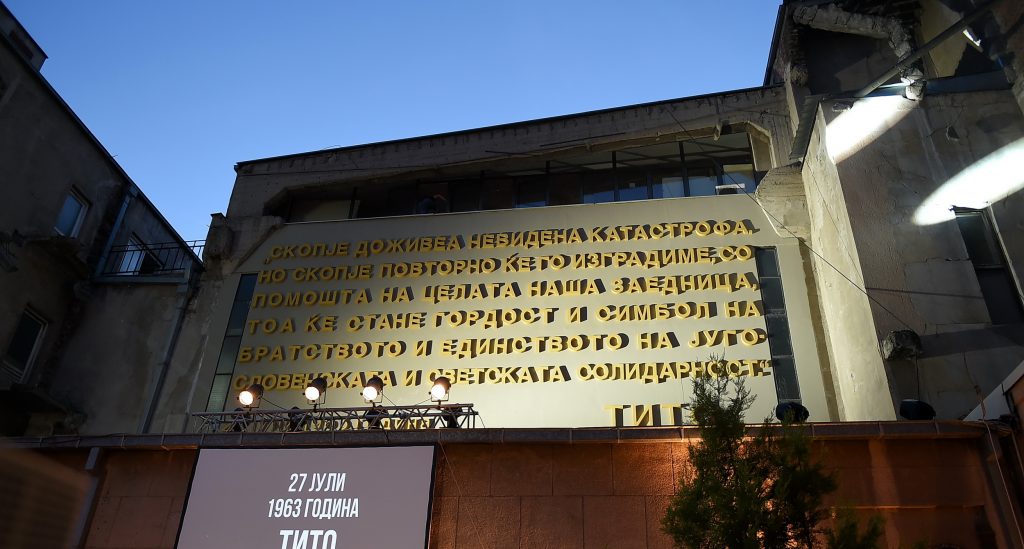 „СКОПЈЕ ДОЖИВЕА НЕВИДЕНА КАТАСТРОФА,
НО СКОПЈЕ ПОВТОРНО ЌЕ ГО ИЗГРАДИМЕ, СО
ПОМОШТА НА ЦЕЛАТА НАША ЗАЕДНИЦА,
ТОА ЌЕ СТАНЕ ГОРДОСТ И СИМБОЛ НА
БРАТСТВОТО И ЕДИНСТВОТО НА ЈУГО-
СЛОВЕНСКАТА И СВЕТСКАТА СОЛИДАРНОСТ.“
ТИТО
27 ЈУЛИ
1963 ГОДИНА
ТИТО